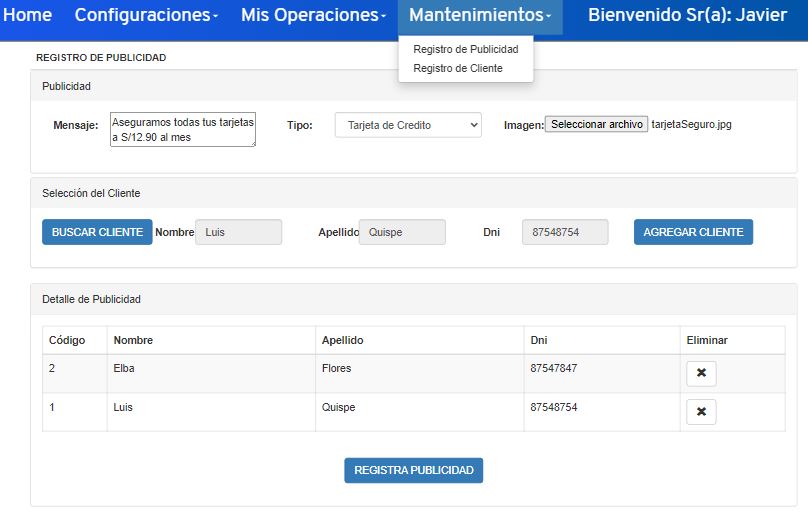 Home Configuraciones Mis Operaciones Mantenimientos Bienvenido Sr(a): Javier
Registro de Publicidad
Registro de Cliente
REGISTRO DE PUBLICIDAD
Publicidad
Mensaje: Aseguramos todas tus tarjetas
a S/12.90 al mes
Tipo: Tarjeta de Credito Imagen: Seleccionar archivo tarjetaSeguro.jpg
Selección del Cliente
BUSCAR CLIENTE Nombre Luis Apellido Quispe Dni 87548754 AGREGAR CLIENTE
Detalle de Publicidad
Código Nombre Apellido Dni Eliminar
2 Elba Flores 87547847
1 Luis Quispe 87548754
REGISTRA PUBLICIDAD